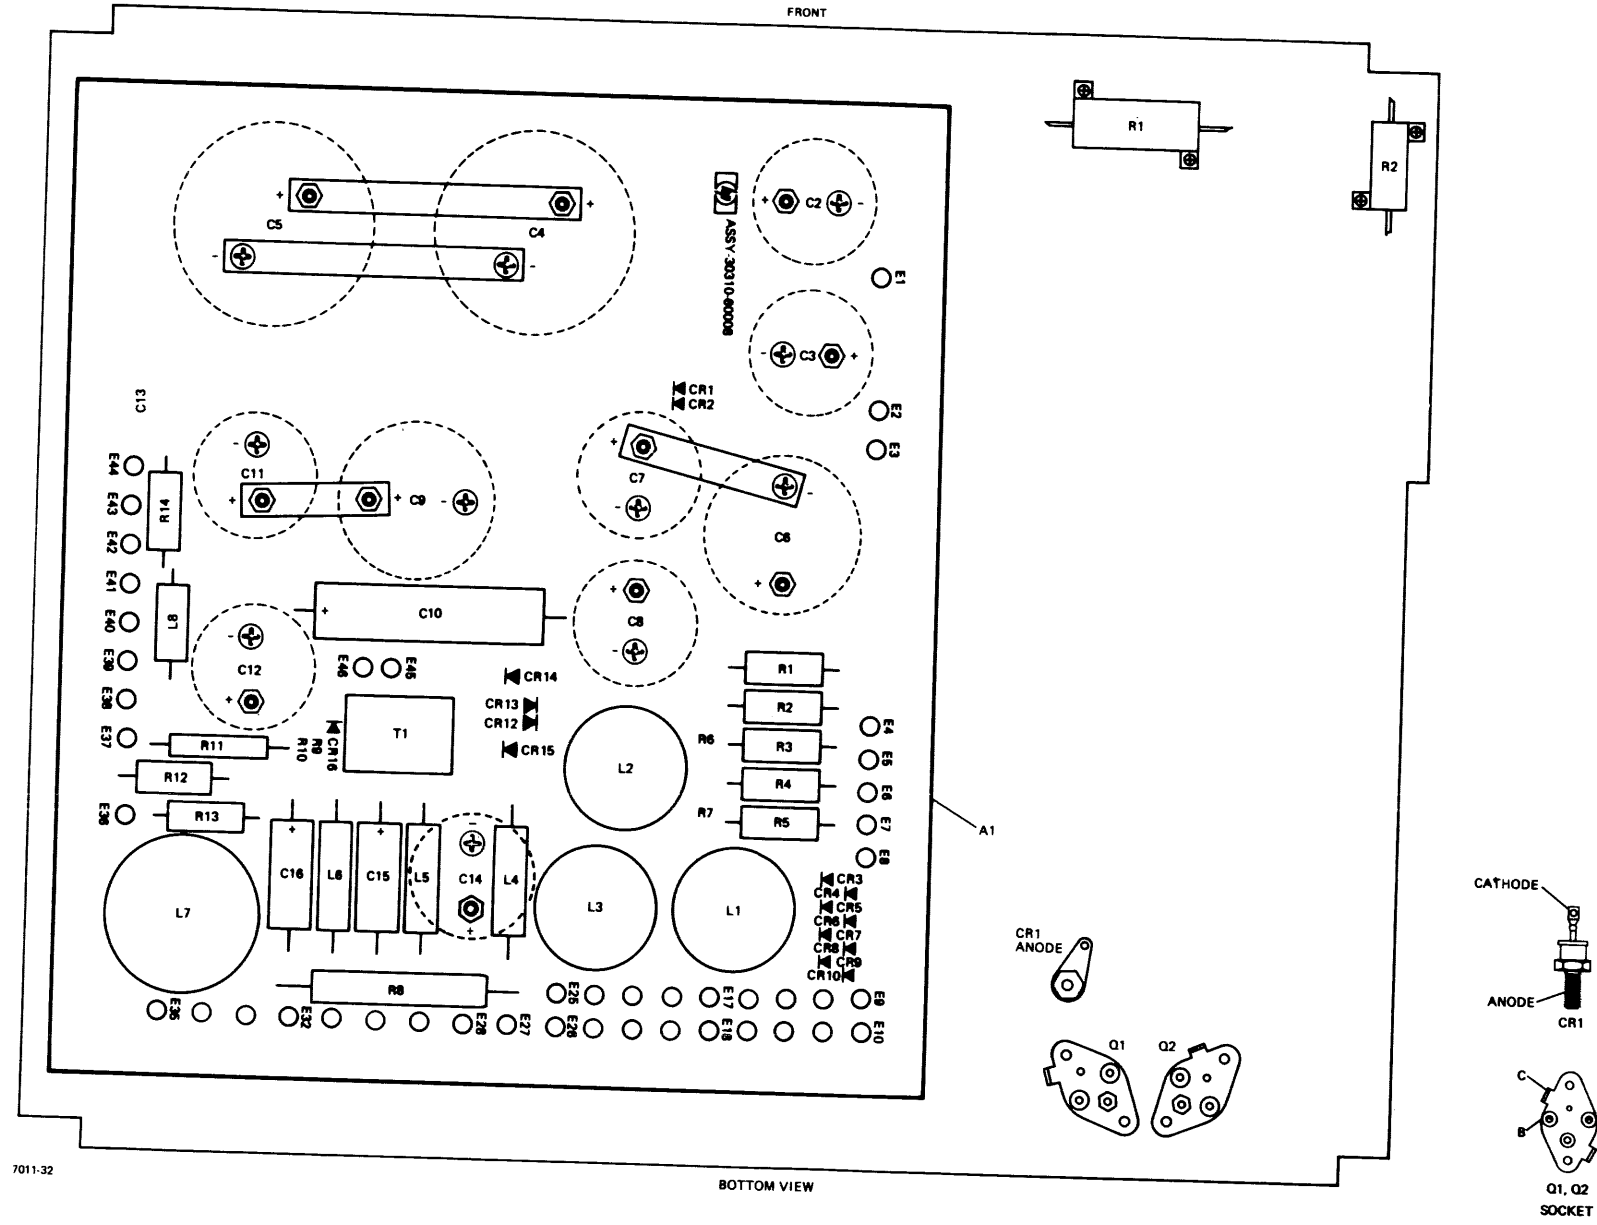 FRONT
R1
R2
+ C5 +
C4
- -
ASSY-30310-60008
+ C2 -
E1
- C3 +
E2
E3
CR1
CR2
C13
E44
E43
E42
E41
E40
E39
E38
E37
E36
R14
L8
- C11 +
+ C9 -
+ C7 -
- C6 +
+ C10
+ C8 -
- C12 +
E46
E45
CR14
CR13
CR12
CR15
T1
CR16
R9
R10
R11
R12
R13
L2
R6
R7
R1
R2
R3
R4
R5
E4
E5
E6
E7
E8
A1
L7
+ C16
L6
+ C15
L5
- C14 +
L4
L3
L1
CR3
CR4
CR5
CR6
CR7
CR8
CR9
CR10
R8
E35
E32
E28
E27
E25
E26
E17
E18
E9
E10
CR1
ANODE
Q1
Q2
CATHODE
ANODE
CR1
C
B
Q1, Q2
SOCKET
7011-32
BOTTOM VIEW